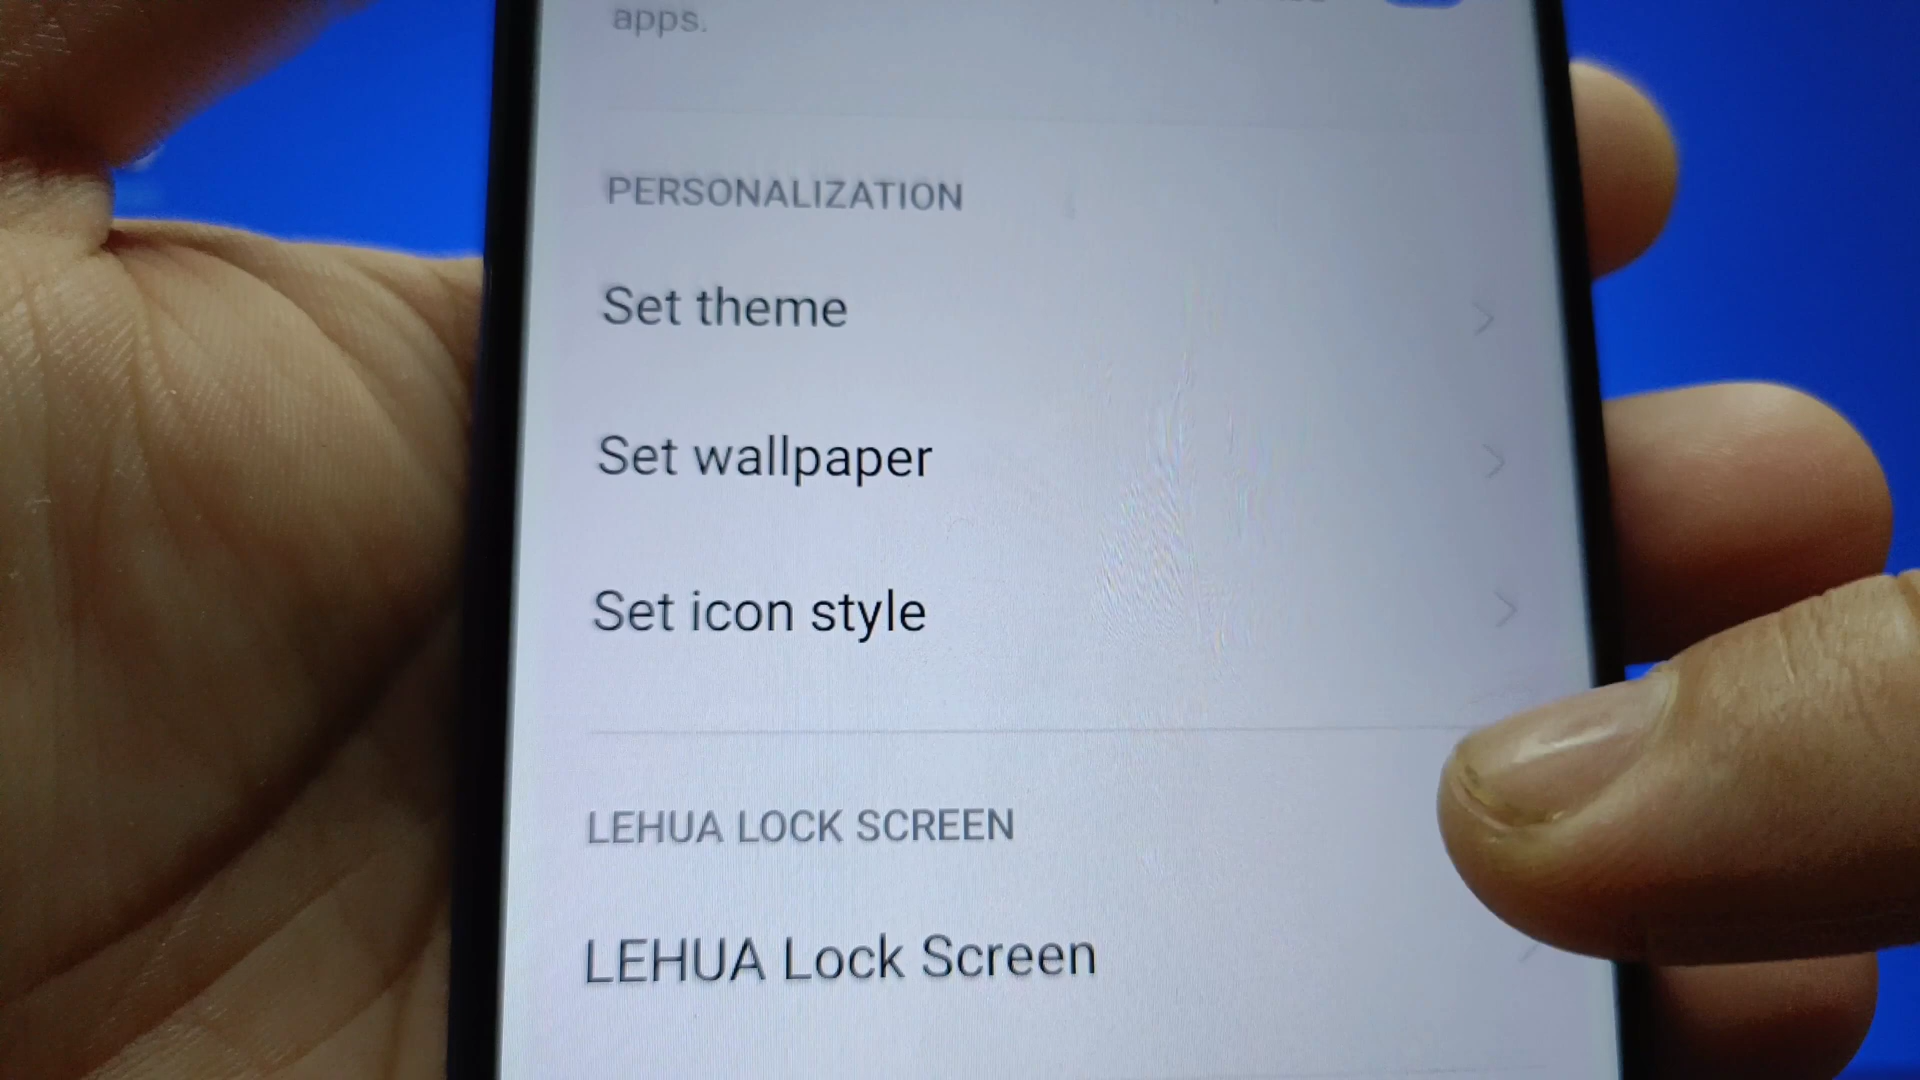 apps.
PERSONALIZATION
Set theme
Set wallpaper
Set icon style
LEHUA LOCK SCREEN
LEHUA Lock Screen